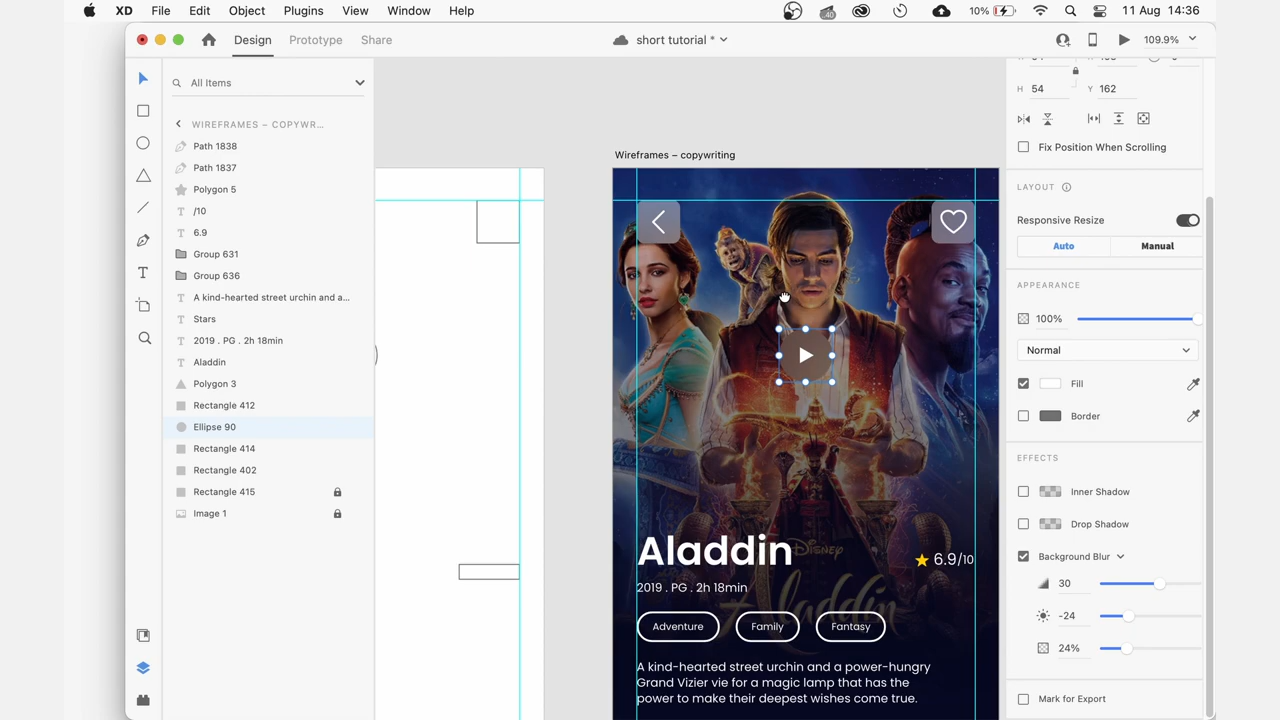 XD File Edit Object Plugins View Window Help
.40
10% 11 Aug 14:36
Design Prototype Share
short tutorial *
109.9%
All Items
WIREFRAMES – COPYWR...
Path 1838
Path 1837
Polygon 5
/10
6.9
Group 631
Group 636
A kind-hearted street urchin and a...
Stars
2019 . PG . 2h 18min
Aladdin
Polygon 3
Rectangle 412
Ellipse 90
Rectangle 414
Rectangle 402
Rectangle 415
Image 1
Wireframes – copywriting
Disney
Aladdin
Aladdin
6.9/10
2019 . PG . 2h 18min
Adventure Family Fantasy
A kind-hearted street urchin and a power-hungry
Grand Vizier vie for a magic lamp that has the
power to make their deepest wishes come true.
H 54 Y 162
Fix Position When Scrolling
LAYOUT
Responsive Resize
Auto Manual
APPEARANCE
100%
Normal
Fill
Border
EFFECTS
Inner Shadow
Drop Shadow
Background Blur
30
-24
24%
Mark for Export